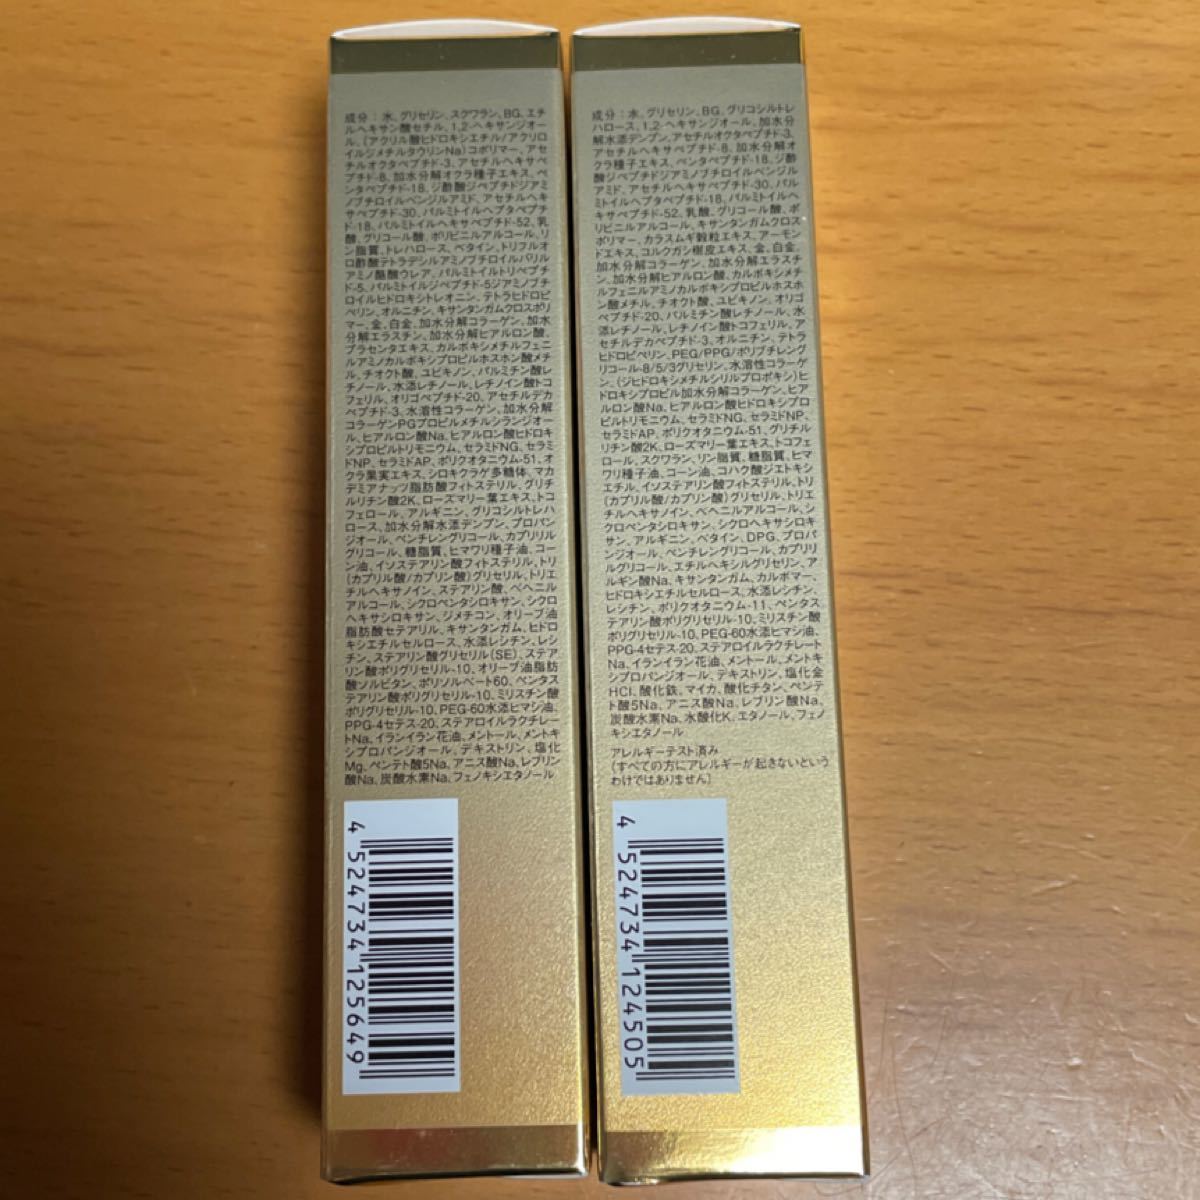 成分：水、グリセリン、スクワラン、BG、エチ
ルヘキサン酸セチル、1,2-ヘキサンジオー
ル、(アクリル酸ヒドロキシエチル/アクリロ
イルジメチルタウリンNa)コポリマー、アセ
チルオクタペプチド-3、アセチルヘキサペ
プチド-8、加水分解オクラ種子エキス、ペ
ンタペプチド-18、ジ酢酸ジペプチドジアミ
ノブチロイルベンジルアミド、アセチルヘキ
サペプチド-30、パルミトイルヘプタペプチ
ド-18、パルミトイルヘキサペプチド-52、乳
酸、グリコール酸、ポリビニルアルコール、リ
ン脂質、トレハロース、ベタイン、トリフルオ
ロ酢酸テトラデシルアミノブチロイルバリル
アミノ酪酸ウレア、パルミトイルトリペプチ
ド-5、パルミトイルジペプチド-5ジアミノブチ
ロイルヒドロキシトレオニン、テトラヒドロピ
ペリン、オルニチン、キサンタンガムクロスポリ
マー、金、白金、加水分解コラーゲン、加水
分解エラスチン、加水分解ヒアルロン酸、
プラセンタエキス、カルボキシメチルフェニ
ルアミノカルボキシプロピルホスホン酸メチ
ル、チオクト酸、ユビキノン、パルミチン酸レ
チノール、水添レチノール、レチノイン酸トコ
フェリル、オリゴペプチド-20、アセチルデカ
ペプチド-3、水溶性コラーゲン、加水分解
コラーゲンPGプロピルメチルシランジオー
ル、ヒアルロン酸Na、ヒアルロン酸ヒドロキ
シプロピルトリモニウム、セラミドNG、セラミ
ドNP、セラミドAP、ポリクオタニウム-51、オ
クラ果実エキス、シロキクラゲ多糖体、マカ
デミアナッツ脂肪酸フィトステリル、グリチ
ルリチン酸2K、ローズマリー葉エキス、トコ
フェロール、アルギニン、グリコシルトレハ
ロース、加水分解水添デンプン、プロパン
ジオール、ペンチレングリコール、カプリリル
グリコール、糖脂質、ヒマワリ種子油、コー
ン油、イソステアリン酸フィトステリル、トリ
(カプリル酸/カプリン酸)グリセリル、トリエ
チルヘキサノイン、ステアリン酸、ベヘニル
アルコール、シクロペンタシロキサン、シクロ
ヘキサシロキサン、ジメチコン、オリーブ油
脂肪酸セテアリル、キサンタンガム、ヒドロ
キシエチルセルロース、水添レシチン、レシ
チン、ステアリン酸グリセリル(SE)、ステア
リン酸ポリグリセリル-10、オリーブ油脂肪
酸ソルビタン、ポリソルベート60、ペンタス
テアリン酸ポリグリセリル-10、ミリスチン酸
ポリグリセリル-10、PEG-60水添ヒマシ油、
PPG-4セテス-20、ステアロイルラクチレー
トNa、イランイラン花油、メントール、メントキ
シプロパンジオール、デキストリン、塩化
Mg、ペンテト酸5Na、アニス酸Na、レブリン
酸Na、炭酸水素Na、フェノキシエタノール
4 524734 125649
成分：水、グリセリン、BG、グリコシルトレ
ハロース、1,2-ヘキサンジオール、加水分
解水添デンプン、アセチルオクタペプチド-3、
アセチルヘキサペプチド-8、加水分解オ
クラ種子エキス、ペンタペプチド-18、ジ酢
酸ジペプチドジアミノブチロイルベンジル
アミド、アセチルヘキサペプチド-30、パル
ミトイルヘプタペプチド-18、パルミトイルヘ
キサペプチド-52、乳酸、グリコール酸、ポ
リビニルアルコール、キサンタンガムクロス
ポリマー、カラスムギ穀粒エキス、アーモン
ドエキス、コルクガシ樹皮エキス、金、白金、
加水分解コラーゲン、加水分解エラスチ
ン、加水分解ヒアルロン酸、カルボキシメチ
ルフェニルアミノカルボキシプロピルホスホ
ン酸メチル、チオクト酸、ユビキノン、オリゴ
ペプチド-20、パルミチン酸レチノール、水
添レチノール、レチノイン酸トコフェリル、ア
セチルデカペプチド-3、オルニチン、テトラ
ヒドロピペリン、PEG/PPG/ポリブチレング
リコール-8/5/3グリセリン、水溶性コラーゲ
ン、(ジヒドロキシメチルシリルプロポキシ)ヒ
ドロキシプロピル加水分解コラーゲン、ヒア
ルロン酸Na、ヒアルロン酸ヒドロキシプロ
ピルトリモニウム、セラミドNG、セラミドNP、
セラミドAP、ポリクオタニウム-51、グリチル
リチン酸2K、ローズマリー葉エキス、トコフェ
ロール、スクワラン、リン脂質、糖脂質、ヒマ
ワリ種子油、コーン油、コハク酸ジエトキシ
エチル、イソステアリン酸フィトステリル、トリ
(カプリル酸/カプリン酸)グリセリル、トリエ
チルヘキサノイン、ベヘニルアルコール、シ
クロペンタシロキサン、シクロヘキサシロキ
サン、アルギニン、ベタイン、DPG、プロパ
ンジオール、ペンチレングリコール、カプリリ
ルグリコール、エチルヘキシルグリセリン、ア
ルギン酸Na、キサンタンガム、カルボマー、
ヒドロキシエチルセルロース、水添レシチン、
レシチン、ポリクオタニウム-11、ペンタス
テアリン酸ポリグリセリル-10、ミリスチン酸
ポリグリセリル-10、PEG-60水添ヒマシ油、
PPG-4セテス-20、ステアロイルラクチレート
Na、イランイラン花油、メントール、メントキ
シプロパンジオール、デキストリン、塩化金
HCl、酸化鉄、マイカ、酸化チタン、ペンテ
ト酸5Na、アニス酸Na、レブリン酸Na、
炭酸水素Na、水酸化K、エタノール、フェノ
キシエタノール
アレルギーテスト済み
(すべての方にアレルギーが起きないという
わけではありません)
4 524734 124505